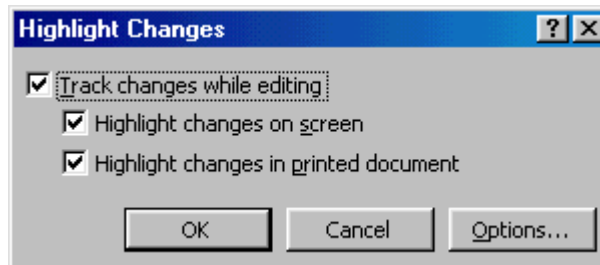 Highlight Changes
Track changes while editing
Highlight changes on screen
Highlight changes in printed document
OK Cancel Options...